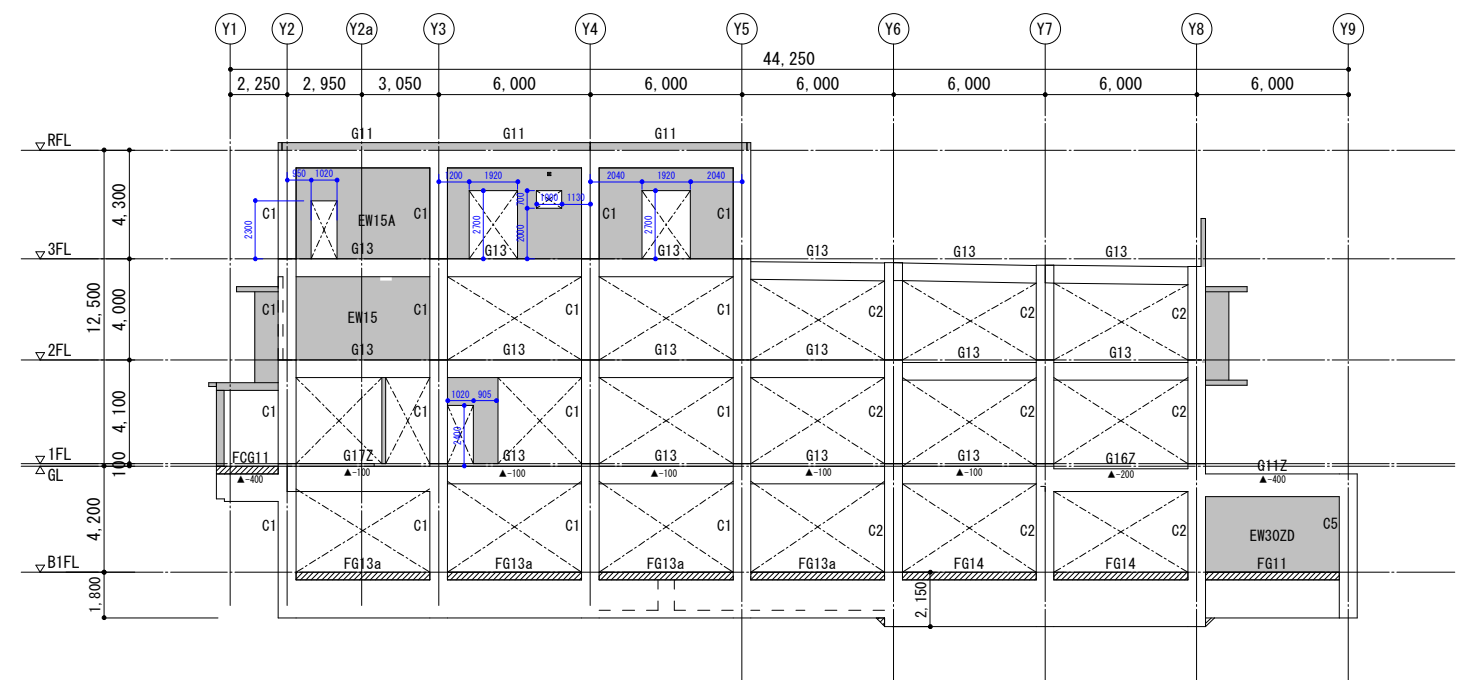 Y1 Y2 Y2a Y3 Y4 Y5 Y6 Y7 Y8 Y9
44,250
2,250 2,950 3,050 6,000 6,000 6,000 6,000 6,000 6,000
G11 G11 G11
RFL
950 1020 1200 1920 2040 1920 2040
700 1090 1130
4,300
C1 EW15A C1 C1 C1
2300 2700 2000 2700
3FL
G13 G13 G13 G13 G13 G13
12,500
4,000
C1 EW15 C1 C1 C1 C2 C2 C2
2FL
G13 G13 G13 G13 G13 G13
1020 905
4,100
C1 C1 C1 C1 C2 C2 C2
2400
1FL
FCG11 G17Z G13 G13 G13 G13 G16Z G11Z
100
GL
▲-400 ▲-100 ▲-100 ▲-100 ▲-100 ▲-100 ▲-200 ▲-400
4,200
C1 C1 C1 C1 C2 C2 C2 C5
EW30ZD
B1FL
FG13a FG13a FG13a FG13a FG14 FG14 FG11
1,800
2,150